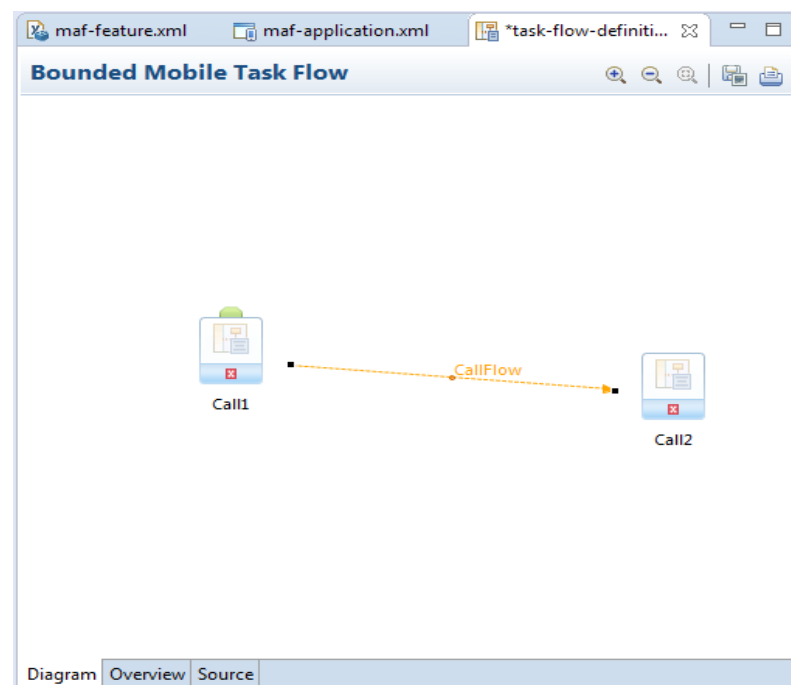 maf-feature.xml maf-application.xml *task-flow-definiti...
Bounded Mobile Task Flow
CallFlow
Call1
Call2
Diagram Overview Source